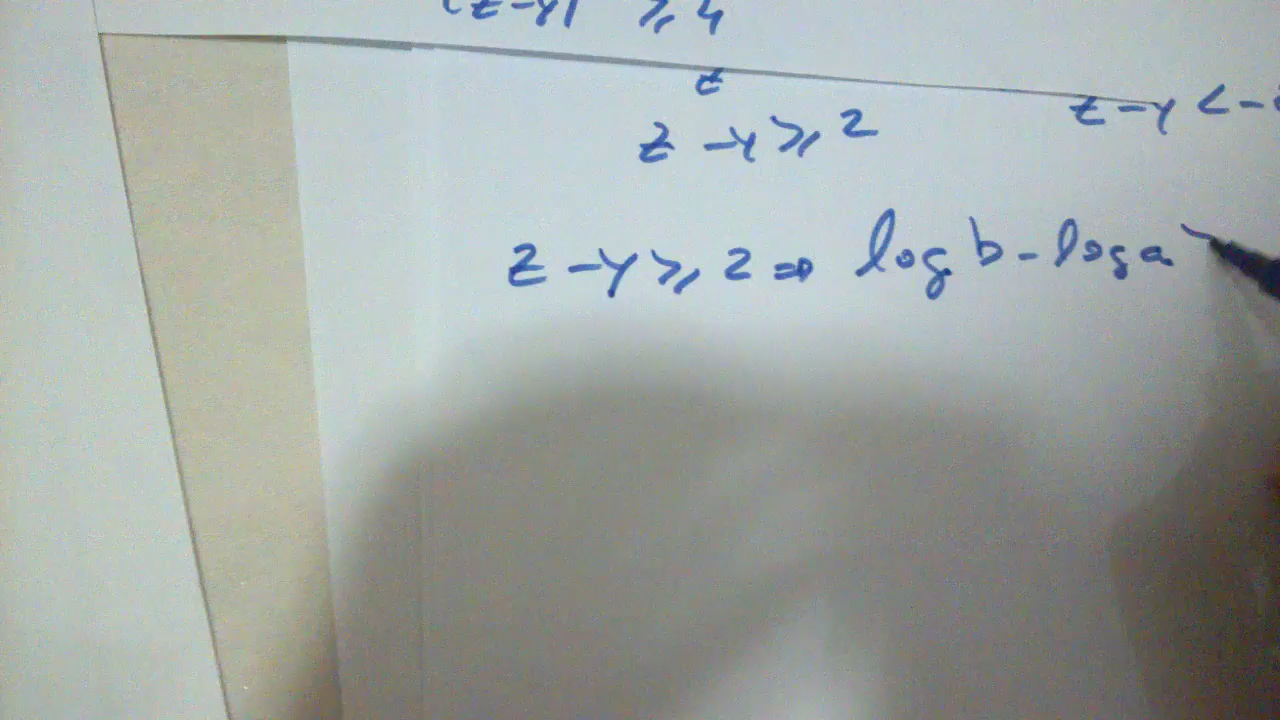 (z-y) ⩾ 4
z
z - y ⩾ 2 z - y < -
z - y ⩾ 2 ⇒ log b - log a >